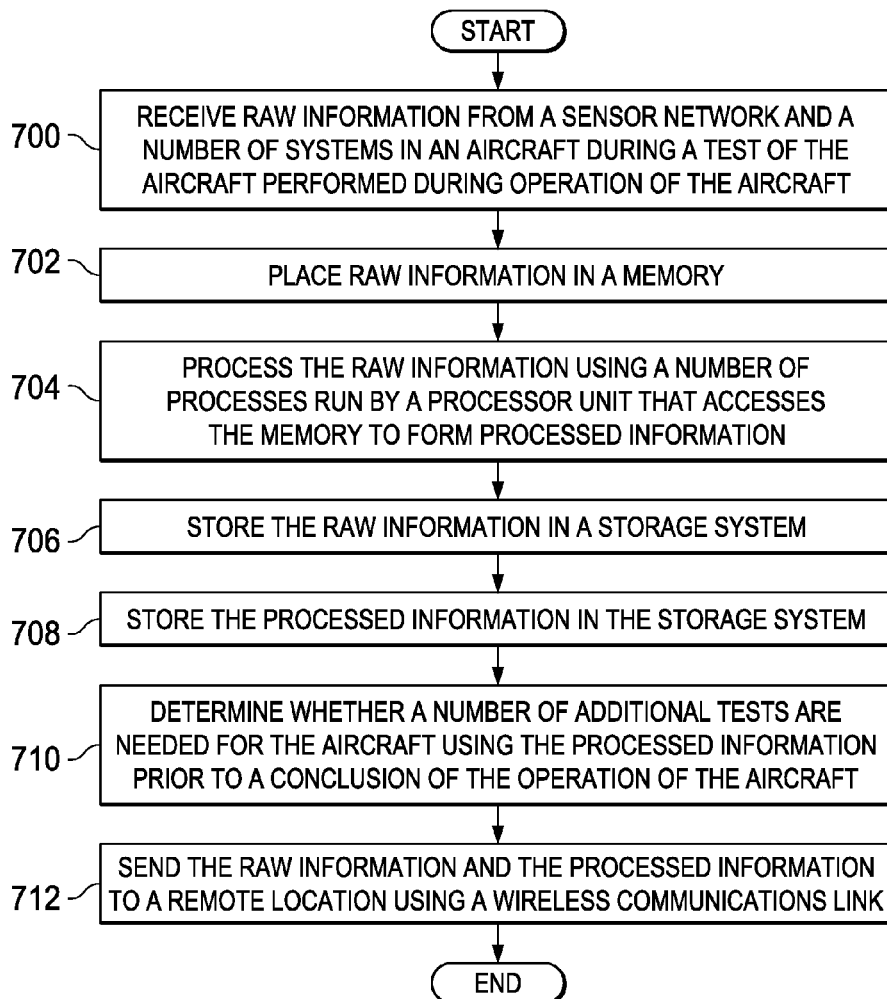 START
700
RECEIVE RAW INFORMATION FROM A SENSOR NETWORK AND A
NUMBER OF SYSTEMS IN AN AIRCRAFT DURING A TEST OF THE
AIRCRAFT PERFORMED DURING OPERATION OF THE AIRCRAFT
702
PLACE RAW INFORMATION IN A MEMORY
704
PROCESS THE RAW INFORMATION USING A NUMBER OF
PROCESSES RUN BY A PROCESSOR UNIT THAT ACCESSES
THE MEMORY TO FORM PROCESSED INFORMATION
706
STORE THE RAW INFORMATION IN A STORAGE SYSTEM
708
STORE THE PROCESSED INFORMATION IN THE STORAGE SYSTEM
710
DETERMINE WHETHER A NUMBER OF ADDITIONAL TESTS ARE
NEEDED FOR THE AIRCRAFT USING THE PROCESSED INFORMATION
PRIOR TO A CONCLUSION OF THE OPERATION OF THE AIRCRAFT
712
SEND THE RAW INFORMATION AND THE PROCESSED INFORMATION
TO A REMOTE LOCATION USING A WIRELESS COMMUNICATIONS LINK
END